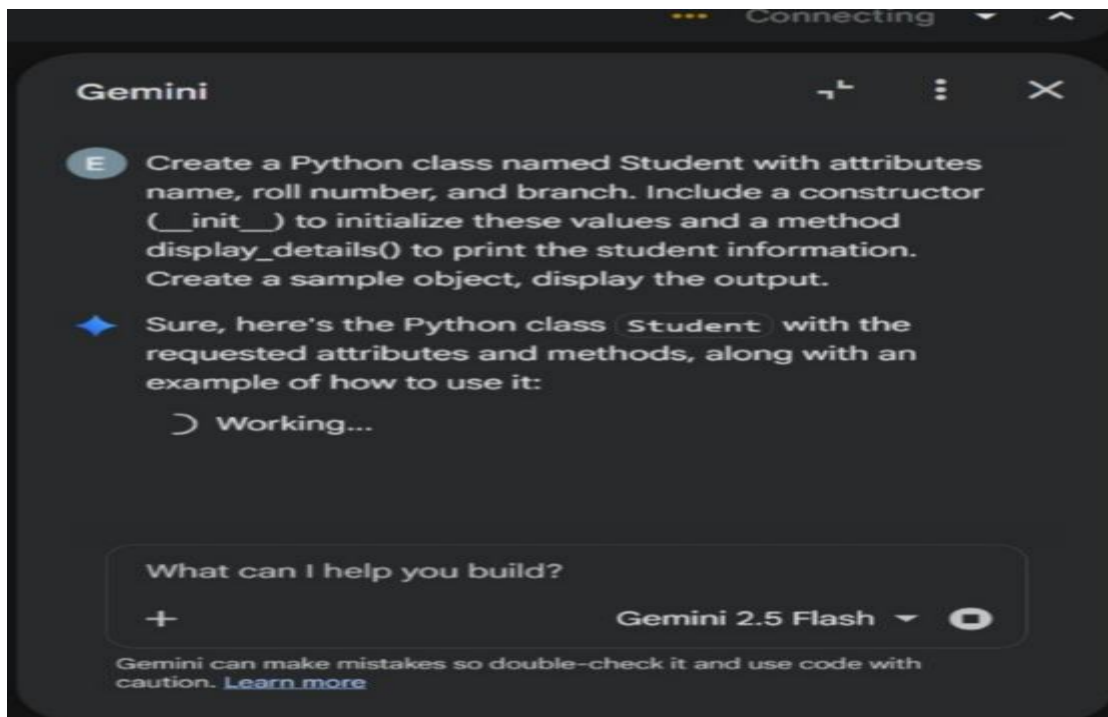 Connecting
Gemini
E
Create a Python class named Student with attributes
name, roll number, and branch. Include a constructor
(__init__) to initialize these values and a method
display_details() to print the student information.
Create a sample object, display the output.
Sure, here's the Python class Student with the
requested attributes and methods, along with an
example of how to use it:
Working...
What can I help you build?
Gemini 2.5 Flash
Gemini can make mistakes so double-check it and use code with
caution. Learn more